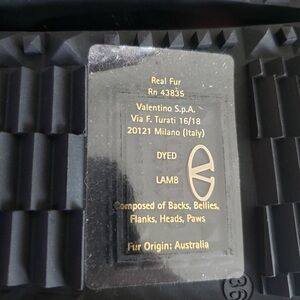 Real Fur
Rn 43835
Valentino S.p.A.
Via F. Turati 16/18
20121 Milano (Italy)
DYED
LAMB
Composed of Backs, Bellies,
Flanks, Heads, Paws
Fur Origin: Australia
36